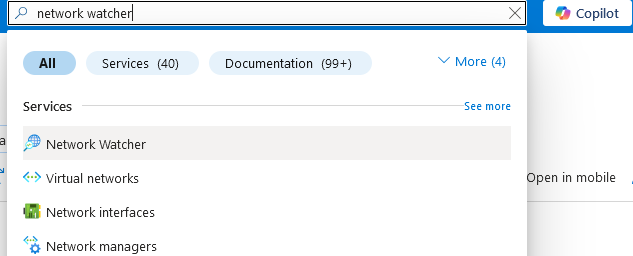 network watcher
Copilot
All
Services (40)
Documentation (99+)
More (4)
Services
See more
Network Watcher
Virtual networks
Open in mobile
Network interfaces
Network managers